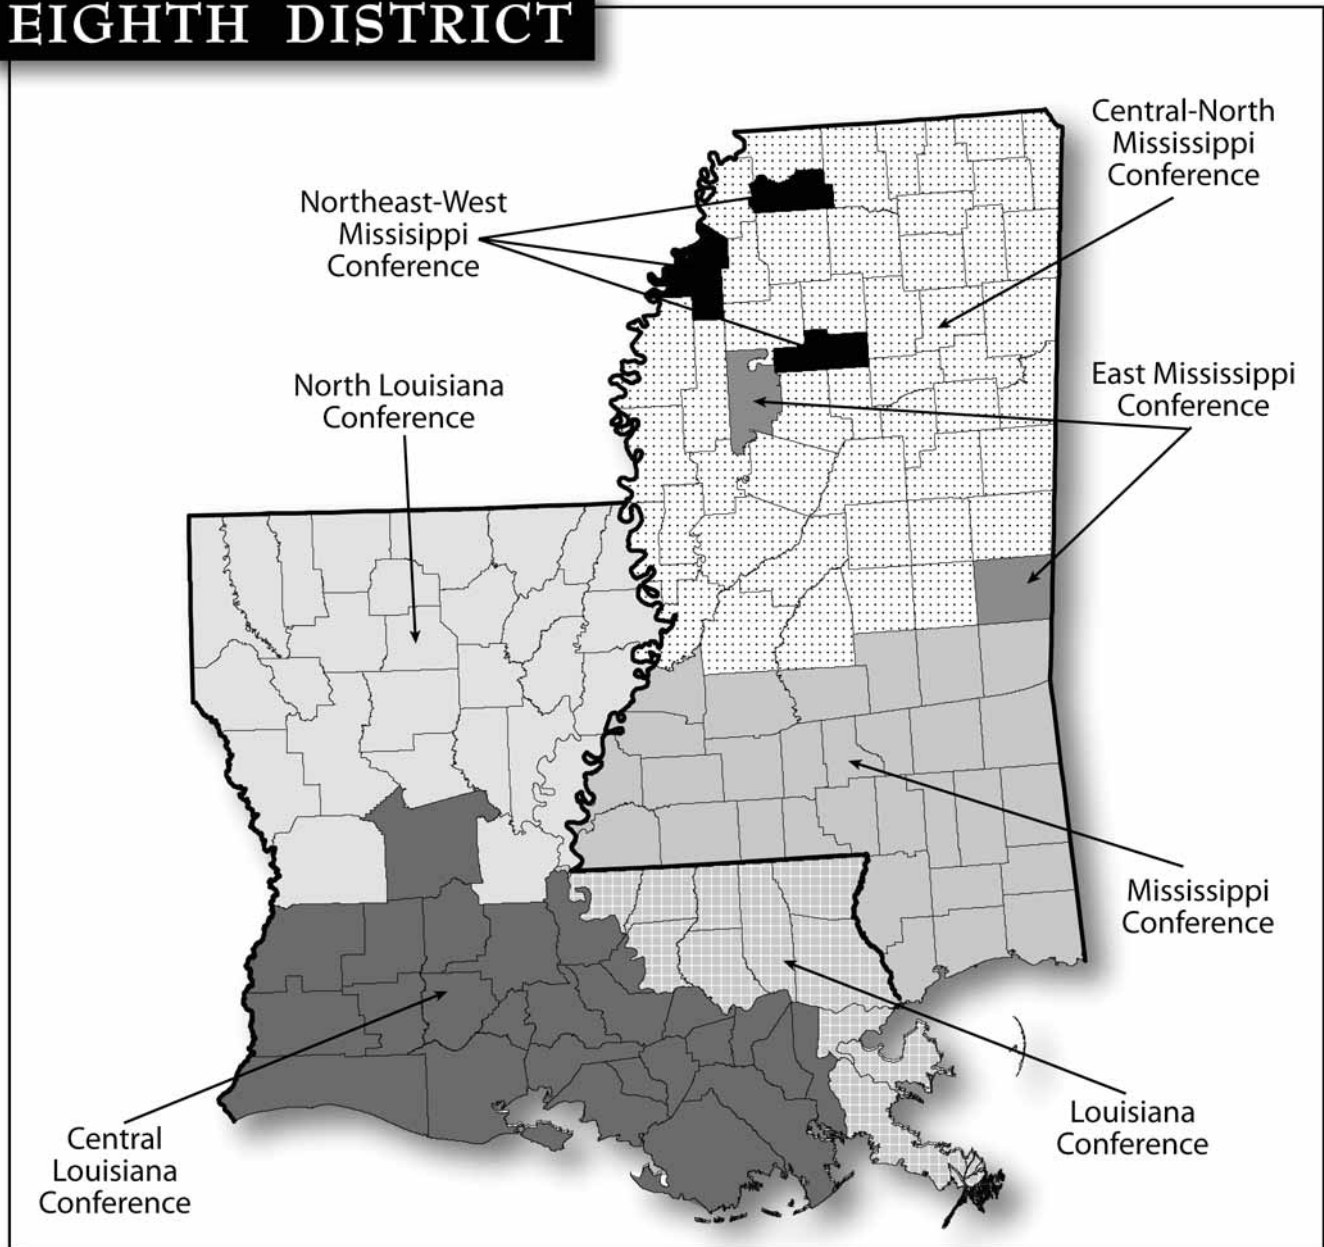 EIGHTH DISTRICT
Central-North
Mississippi
Conference
Northeast-West
Missisippi
Conference
East Mississippi
Conference
North Louisiana
Conference
Mississippi
Conference
Louisiana
Conference
Central
Louisiana
Conference